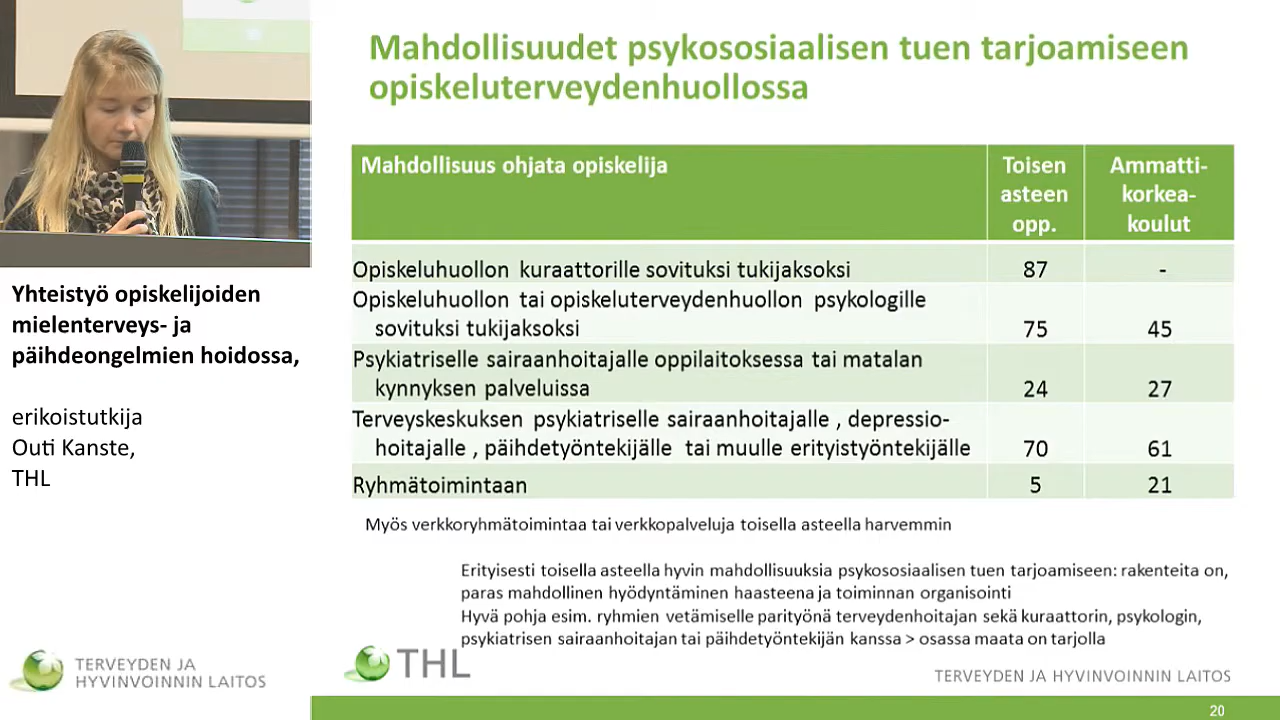 Mahdollisuudet psykososiaalisen tuen tarjoamiseen
opiskeluterveydenhuollossa
Mahdollisuus ohjata opiskelija
Toisen
asteen
opp.
Ammatti-
korkea-
koulut
Opiskeluhuollon kuraattorille sovituksi tukijaksoksi 87 -
Opiskeluhuollon tai opiskeluterveydenhuollon psykologille
sovituksi tukijaksoksi 75 45
Psykiatriselle sairaanhoitajalle oppilaitoksessa tai matalan
kynnyksen palveluissa 24 27
Terveyskeskuksen psykiatriselle sairaanhoitajalle , depressio-
hoitajalle , päihdetyöntekijälle tai muulle erityistyöntekijälle 70 61
Ryhmätoimintaan 5 21
Myös verkkoryhmätoimintaa tai verkkopalveluja toisella asteella harvemmin
Erityisesti toisella asteella hyvin mahdollisuuksia psykososiaalisen tuen tarjoamiseen: rakenteita on,
paras mahdollinen hyödyntäminen haasteena ja toiminnan organisointi
Hyvä pohja esim. ryhmien vetämiselle parityönä terveydenhoitajan sekä kuraattorin, psykologin,
psykiatrisen sairaanhoitajan tai päihdetyöntekijän kanssa > osassa maata on tarjolla
THL
TERVEYDEN JA HYVINVOINNIN LAITOS
20
Yhteistyö opiskelijoiden
mielenterveys- ja
päihdeongelmien hoidossa,
erikoistutkija
Outi Kanste,
THL
TERVEYDEN JA
HYVINVOINNIN LAITOS